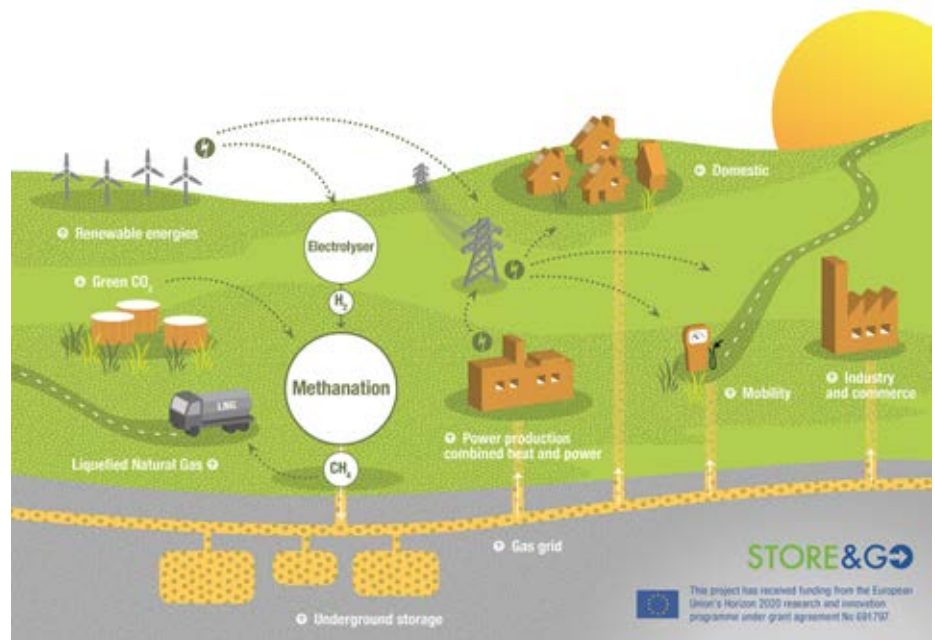 Domestic
Renewable energies
Electrolyser
Green CO2
H2
LNG
Methanation
Mobility
Industry
and commerce
Power production
combined heat and power
Liquefied Natural Gas
CH4
Gas grid
Underground storage
STORE&GO
This project has received funding from the European
Union's Horizon 2020 research and innovation
programme under grant agreement No 691797